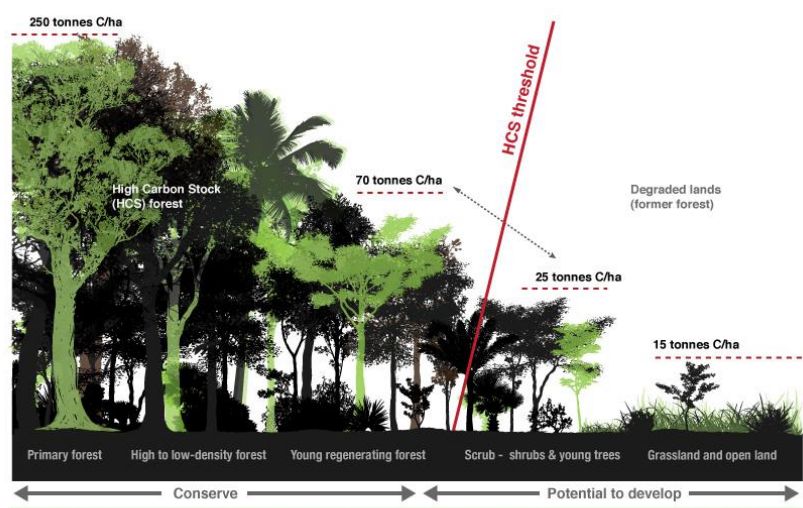 250 tonnes C/ha
HCS threshold
High Carbon Stock
(HCS) forest
70 tonnes C/ha
Degraded lands
(former forest)
25 tonnes C/ha
15 tonnes C/ha
Primary forest
High to low-density forest
Young regenerating forest
Scrub - shrubs & young trees
Grassland and open land
Conserve
Potential to develop